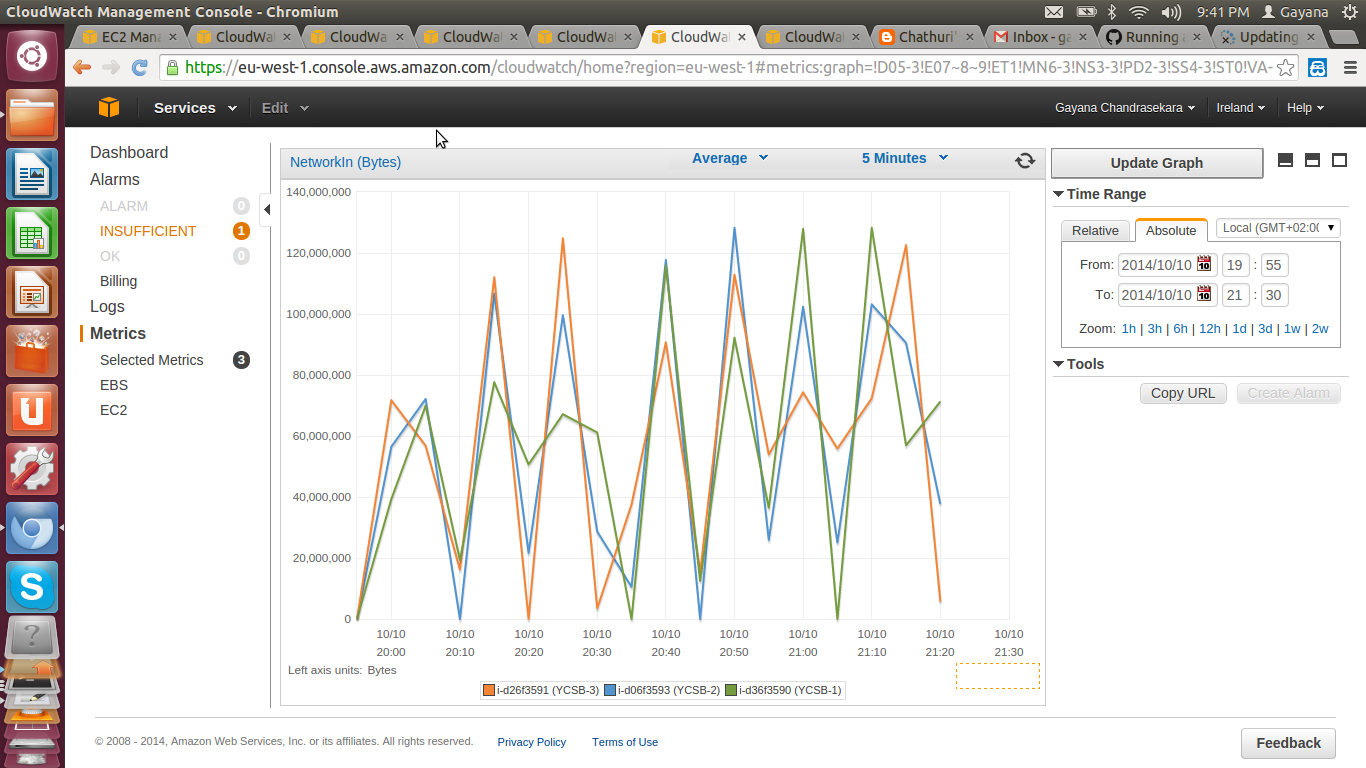 CloudWatch Management Console - Chromium
9:41 PM Gayana
EC2 Man
CloudWat
CloudWa
CloudWat
CloudWat
CloudWat
CloudWat
Chathuri'
Inbox - ga
Running a
Updating
https://eu-west-1.console.aws.amazon.com/cloudwatch/home?region=eu-west-1#metrics:graph=!D05-3!E07~8~9!ET1!MN6-3!NS3-3!PD2-3!SS4-3!ST0!VA-
Services Edit
Gayana Chandrasekara Ireland Help
Dashboard
Alarms
ALARM 0
INSUFFICIENT 1
OK 0
Billing
Logs
Metrics
Selected Metrics 3
EBS
EC2
NetworkIn (Bytes) Average 5 Minutes
140,000,000
120,000,000
100,000,000
80,000,000
60,000,000
40,000,000
20,000,000
0
10/10 10/10 10/10 10/10 10/10 10/10 10/10 10/10 10/10 10/10
20:00 20:10 20:20 20:30 20:40 20:50 21:00 21:10 21:20 21:30
Left axis units: Bytes
i-d26f3591 (YCSB-3) i-d06f3593 (YCSB-2) i-d36f3590 (YCSB-1)
Update Graph
Time Range
Relative Absolute Local (GMT+02:00
From: 2014/10/10 10 19 : 55
To: 2014/10/10 10 21 : 30
Zoom: 1h | 3h | 6h | 12h | 1d | 3d | 1w | 2w
Tools
Copy URL Create Alarm
© 2008 - 2014, Amazon Web Services, Inc. or its affiliates. All rights reserved. Privacy Policy Terms of Use
Feedback